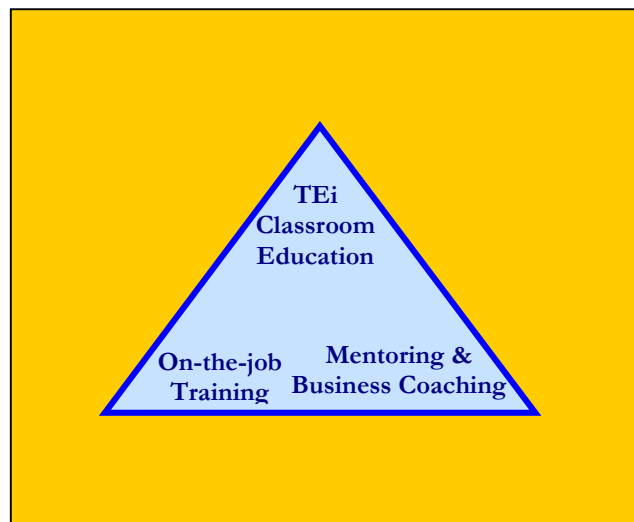 TEi
Classroom
Education
On-the-job
Training
Mentoring &
Business Coaching